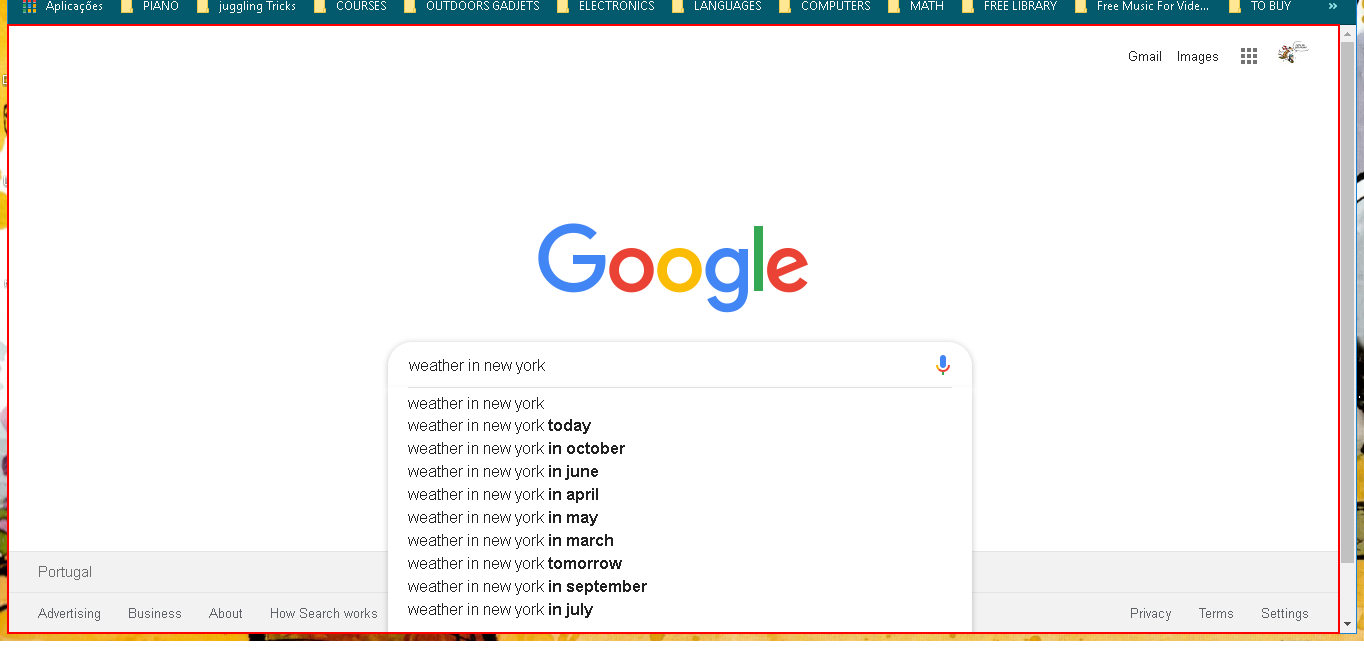 Aplicações PIANO juggling Tricks COURSES OUTDOORS GADJETS ELECTRONICS LANGUAGES COMPUTERS MATH FREE LIBRARY Free Music For Vide... TO BUY »
Gmail Images
Google
weather in new york
weather in new york
weather in new york today
weather in new york in october
weather in new york in june
weather in new york in april
weather in new york in may
weather in new york in march
weather in new york tomorrow
weather in new york in september
weather in new york in july
Portugal
Advertising Business About How Search works Privacy Terms Settings